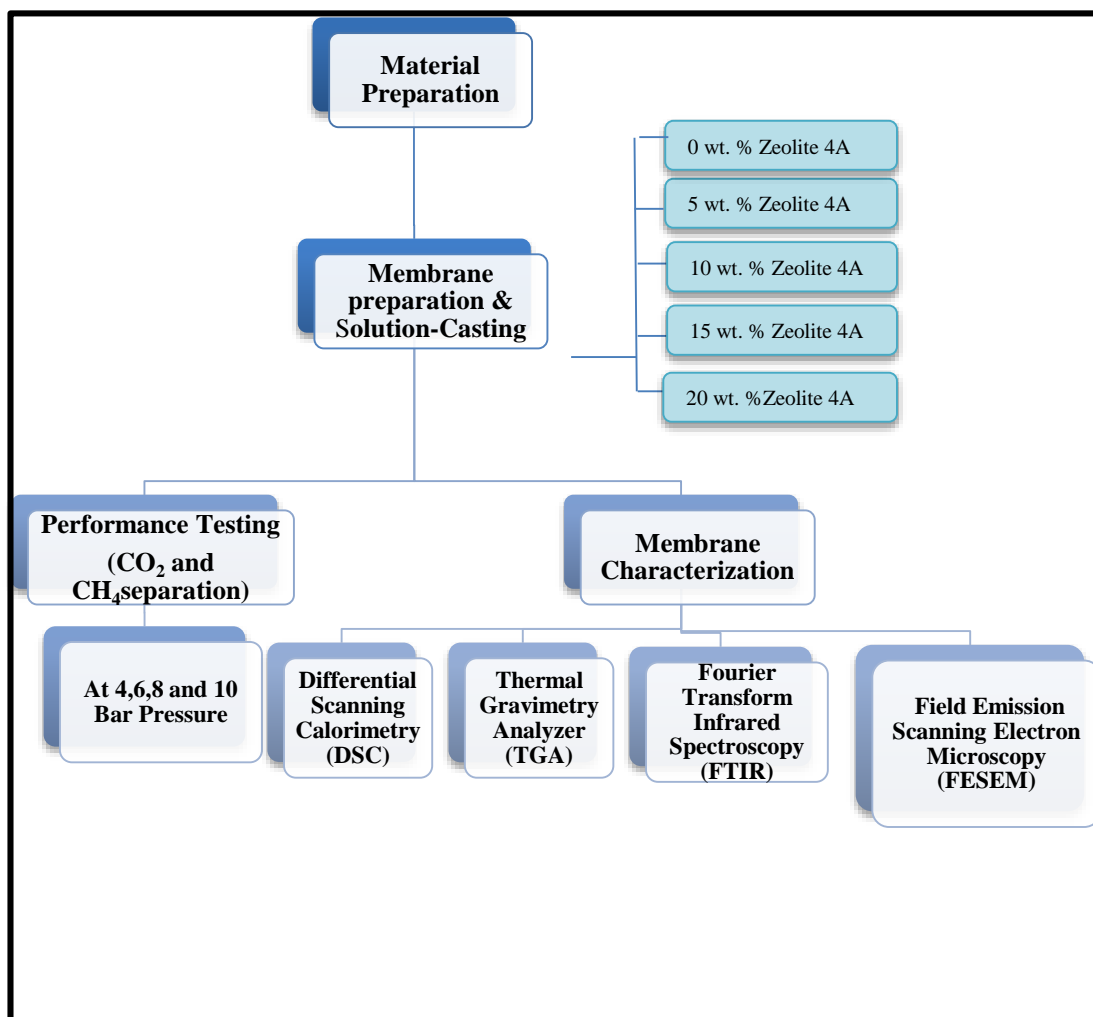 Material
Preparation
0 wt. % Zeolite 4A
5 wt. % Zeolite 4A
10 wt. % Zeolite 4A
15 wt. % Zeolite 4A
20 wt. %Zeolite 4A
Membrane
preparation &
Solution-Casting
Performance Testing
(CO₂ and
CH₄separation)
Membrane
Characterization
At 4,6,8 and 10
Bar Pressure
Differential
Scanning
Calorimetry
(DSC)
Thermal
Gravimetry
Analyzer
(TGA)
Fourier
Transform
Infrared
Spectroscopy
(FTIR)
Field Emission
Scanning Electron
Microscopy
(FESEM)